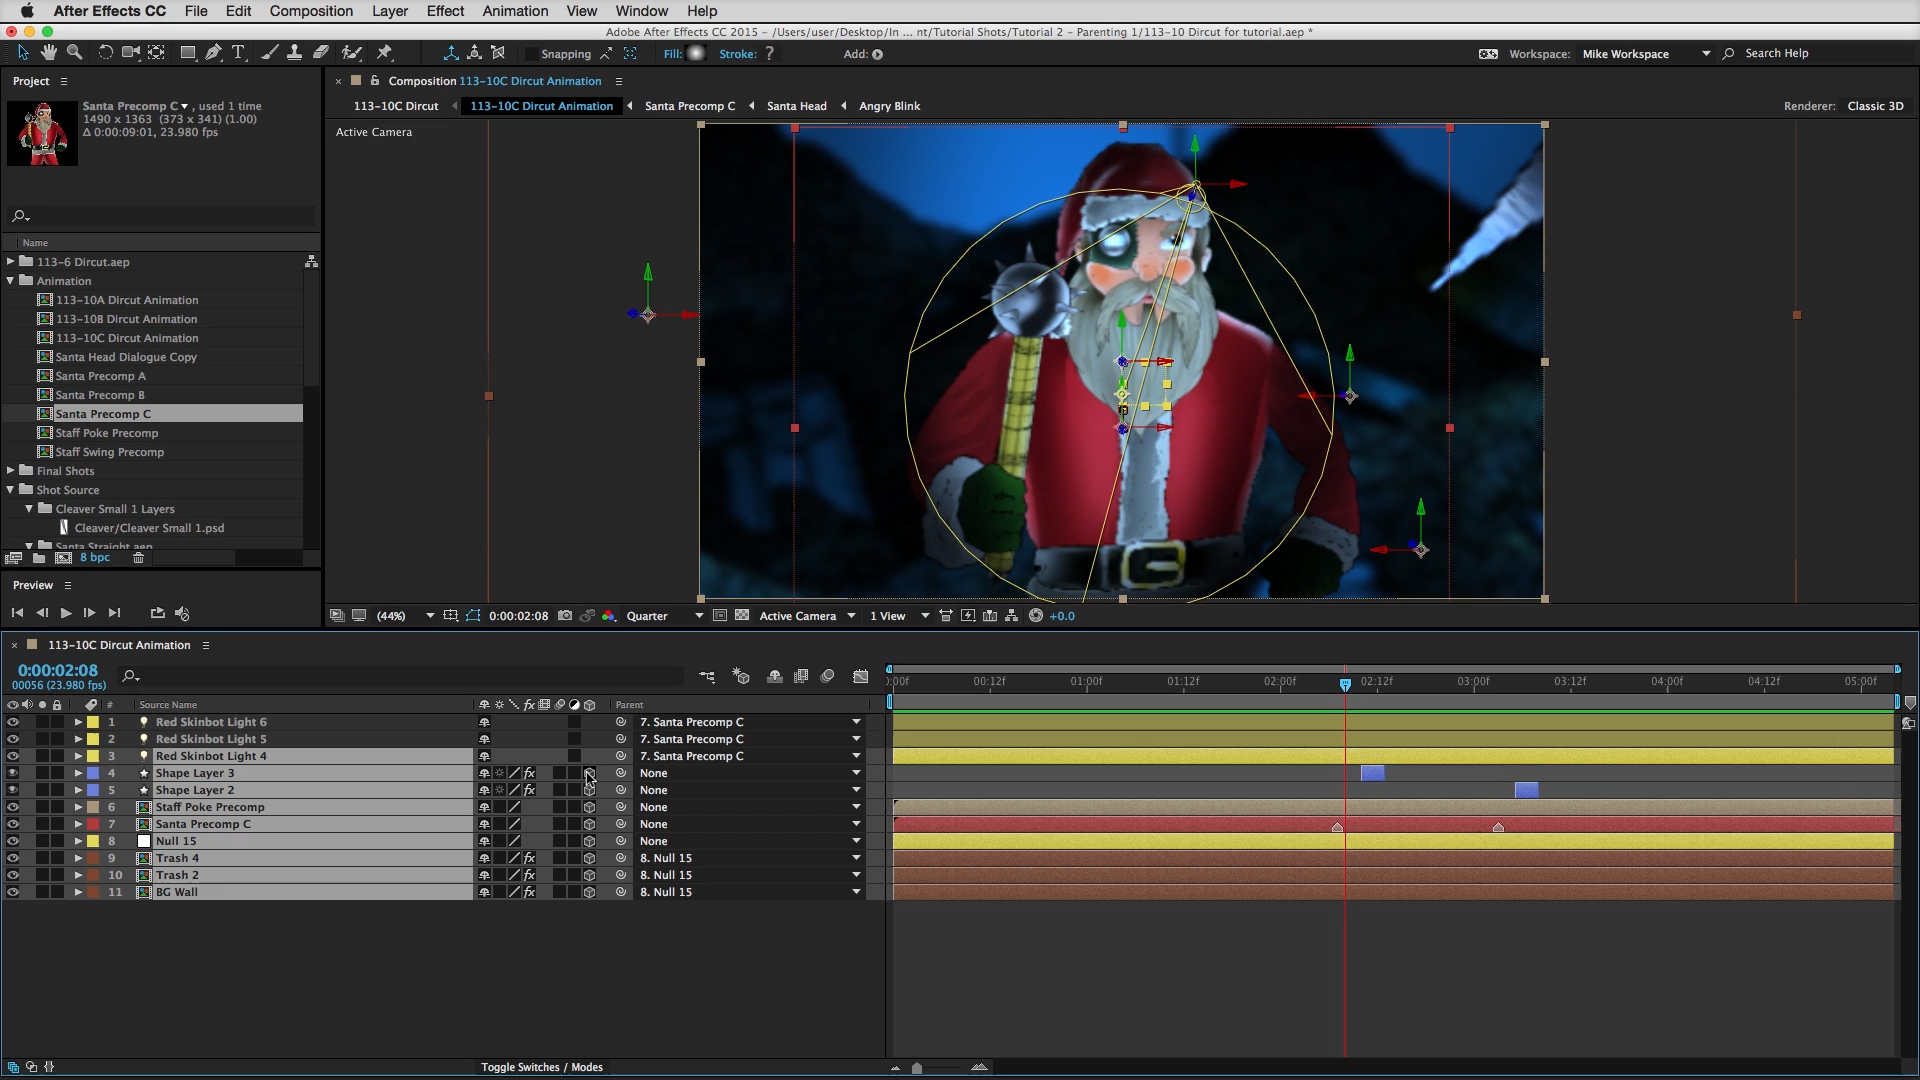 After Effects CC File Edit Composition Layer Effect Animation View Window Help
Adobe After Effects CC 2015 - /Users/user/Desktop/In ... nt/Tutorial Shots/Tutorial 2 - Parenting 1/113-10 Dircut for tutorial.aep *
Snapping Fill: Stroke: ? Add: Workspace: Mike Workspace Search Help
Project
Composition 113-10C Dircut Animation
Santa Precomp C, used 1 time
1490 x 1363 (373 x 341) (1.00)
Δ 0:00:09:01, 23.980 fps)
113-10C Dircut 113-10C Dircut Animation Santa Precomp C Santa Head Angry Blink Renderer: Classic 3D
Active Camera
Name
113-6 Dircut.aep
Animation
113-10A Dircut Animation
113-10B Dircut Animation
113-10C Dircut Animation
Santa Head Dialogue Copy
Santa Precomp A
Santa Precomp B
Santa Precomp C
Staff Poke Precomp
Staff Swing Precomp
Final Shots
Shot Source
Cleaver Small 1 Layers
Cleaver/Cleaver Small 1.psd
Santa Straight.aep
8 bpc
Preview
(44%) 0:00:02:08 Quarter Active Camera 1 View +0.0
113-10C Dircut Animation
0:00:02:08
00056 (23.980 fps)
:00f 00:12f 01:00f 01:12f 02:00f 02:12f 03:00f 03:12f 04:00f 04:12f 05:00f
# Source Name fx Parent
1 Red Skinbot Light 6 7. Santa Precomp C
2 Red Skinbot Light 5 7. Santa Precomp C
3 Red Skinbot Light 4 7. Santa Precomp C
4 Shape Layer 3 fx None
5 Shape Layer 2 fx None
6 Staff Poke Precomp None
7 Santa Precomp C None
8 Null 15 None
9 Trash 4 fx 8. Null 15
10 Trash 2 fx 8. Null 15
11 BG Wall fx 8. Null 15
Toggle Switches / Modes